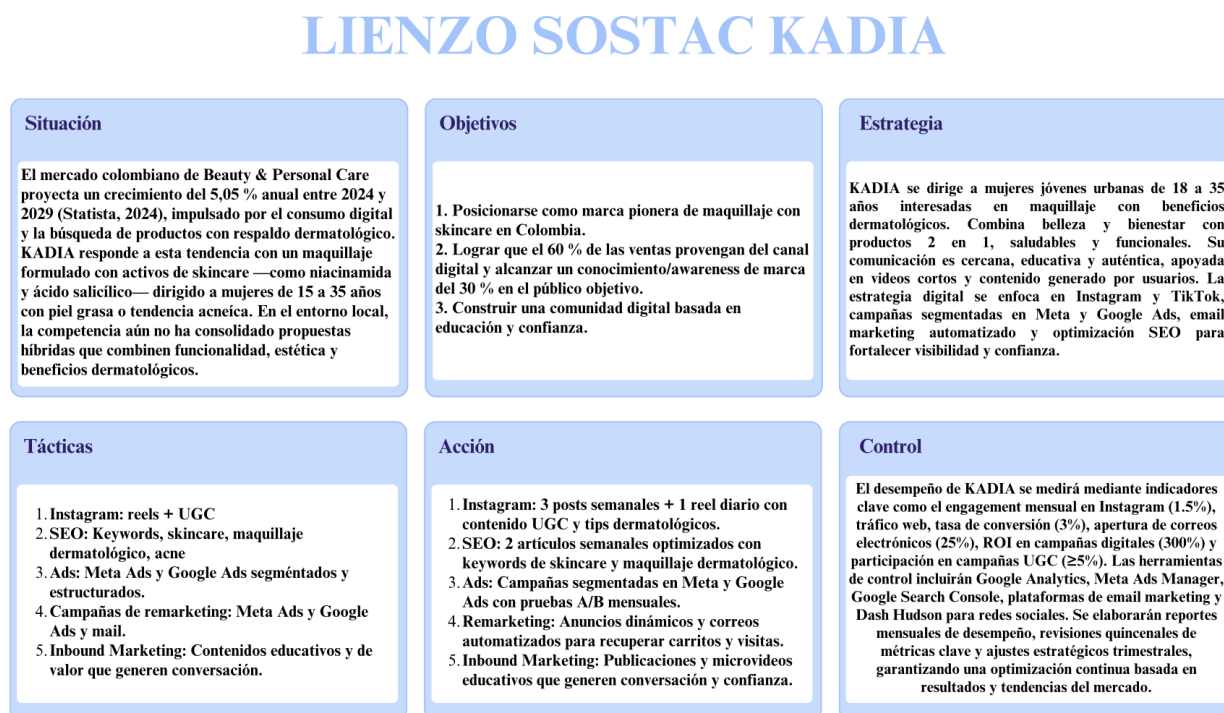 LIENZO SOSTAC KADIA
Situación
El mercado colombiano de Beauty & Personal Care
proyecta un crecimiento del 5,05 % anual entre 2024 y
2029 (Statista, 2024), impulsado por el consumo digital
y la búsqueda de productos con respaldo dermatológico.
KADIA responde a esta tendencia con un maquillaje
formulado con activos de skincare —como niacinamida
y ácido salicílico— dirigido a mujeres de 15 a 35 años
con piel grasa o tendencia acneíca. En el entorno local,
la competencia aún no ha consolidado propuestas
híbridas que combinen funcionalidad, estética y
beneficios dermatológicos.
Objetivos
1. Posicionarse como marca pionera de maquillaje con
skincare en Colombia.
2. Lograr que el 60 % de las ventas provengan del canal
digital y alcanzar un conocimiento/awareness de marca
del 30 % en el público objetivo.
3. Construir una comunidad digital basada en
educación y confianza.
Estrategia
KADIA se dirige a mujeres jóvenes urbanas de 18 a 35
años interesadas en maquillaje con beneficios
dermatológicos. Combina belleza y bienestar con
productos 2 en 1, saludables y funcionales. Su
comunicación es cercana, educativa y auténtica, apoyada
en videos cortos y contenido generado por usuarios. La
estrategia digital se enfoca en Instagram y TikTok,
campañas segmentadas en Meta y Google Ads, email
marketing automatizado y optimización SEO para
fortalecer visibilidad y confianza.
Tácticas
1. Instagram: reels + UGC
2. SEO: Keywords, skincare, maquillaje
dermatológico, acne
3. Ads: Meta Ads y Google Ads segméntados y
estructurados.
4. Campañas de remarketing: Meta Ads y Google
Ads y mail.
5. Inbound Marketing: Contenidos educativos y de
valor que generen conversación.
Acción
1. Instagram: 3 posts semanales + 1 reel diario con
contenido UGC y tips dermatológicos.
2. SEO: 2 artículos semanales optimizados con
keywords de skincare y maquillaje dermatológico.
3. Ads: Campañas segmentadas en Meta y Google
Ads con pruebas A/B mensuales.
4. Remarketing: Anuncios dinámicos y correos
automatizados para recuperar carritos y visitas.
5. Inbound Marketing: Publicaciones y microvideos
educativos que generen conversación y confianza.
Control
El desempeño de KADIA se medirá mediante indicadores
clave como el engagement mensual en Instagram (1.5%),
tráfico web, tasa de conversión (3%), apertura de correos
electrónicos (25%), ROI en campañas digitales (300%) y
participación en campañas UGC (≥5%). Las herramientas
de control incluirán Google Analytics, Meta Ads Manager,
Google Search Console, plataformas de email marketing y
Dash Hudson para redes sociales. Se elaborarán reportes
mensuales de desempeño, revisiones quincenales de
métricas clave y ajustes estratégicos trimestrales,
garantizando una optimización continua basada en
resultados y tendencias del mercado.